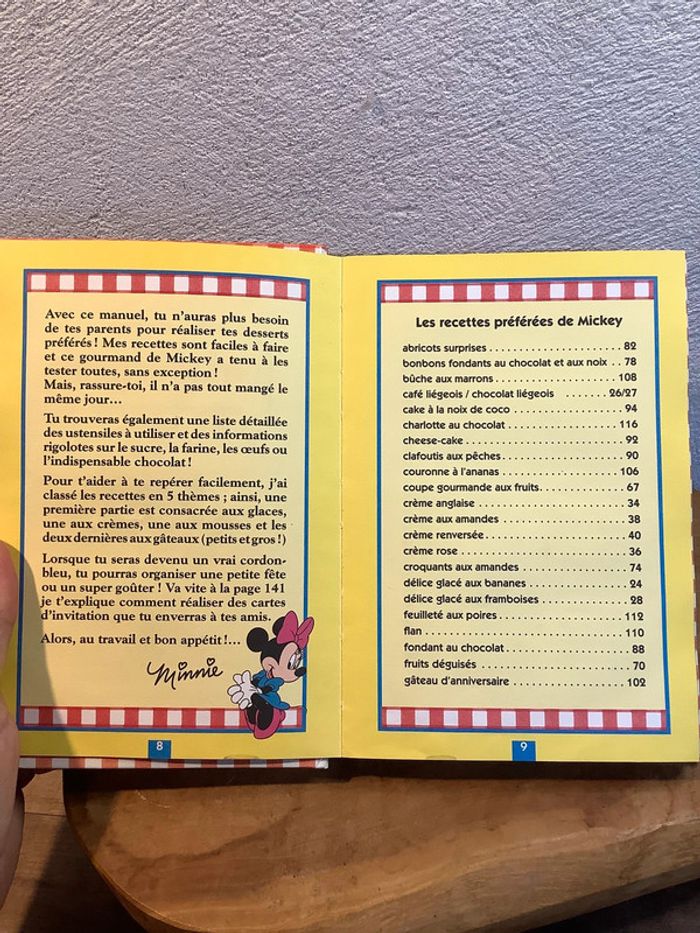 Avec ce manuel, tu n'auras plus besoin
de tes parents pour réaliser tes desserts
préférés ! Mes recettes sont faciles à faire
et ce gourmand de Mickey a tenu à les
tester toutes, sans exception !
Mais, rassure-toi, il n'a pas tout mangé le
même jour...
Tu trouveras également une liste détaillée
des ustensiles à utiliser et des informations
rigolotes sur le sucre, la farine, les œufs ou
l'indispensable chocolat !
Pour t'aider à te repérer facilement, j'ai
classé les recettes en 5 thèmes ; ainsi, une
première partie est consacrée aux glaces,
une aux crèmes, une aux mousses et les
deux dernières aux gâteaux (petits et gros !)
Lorsque tu seras devenu un vrai cordon-
bleu, tu pourras organiser une petite fête
ou un super goûter ! Va vite à la page 141
je t'explique comment réaliser des cartes
d'invitation que tu enverras à tes amis.
Alors, au travail et bon appétit !...
Minnie
8
Les recettes préférées de Mickey
abricots surprises . . . . . . . . . . . . . . . . . . . . 82
bonbons fondants au chocolat et aux noix . . 78
bûche aux marrons . . . . . . . . . . . . . . . . . . . 108
café liégeois / chocolat liégeois . . . . . . . 26/27
cake à la noix de coco . . . . . . . . . . . . . . . . 94
charlotte au chocolat . . . . . . . . . . . . . . . . . 116
cheese-cake . . . . . . . . . . . . . . . . . . . . . . . . 92
clafoutis aux pêches . . . . . . . . . . . . . . . . . . 90
couronne à l'ananas . . . . . . . . . . . . . . . . . . 106
coupe gourmande aux fruits . . . . . . . . . . . . 67
crème anglaise . . . . . . . . . . . . . . . . . . . . . . 34
crème aux amandes . . . . . . . . . . . . . . . . . . 38
crème renversée . . . . . . . . . . . . . . . . . . . . . 40
crème rose . . . . . . . . . . . . . . . . . . . . . . . . . 36
croquants aux amandes . . . . . . . . . . . . . . . 74
délice glacé aux bananes . . . . . . . . . . . . . . 24
délice glacé aux framboises . . . . . . . . . . . . 28
feuilleté aux poires . . . . . . . . . . . . . . . . . . . 112
flan . . . . . . . . . . . . . . . . . . . . . . . . . . . . . . . 110
fondant au chocolat . . . . . . . . . . . . . . . . . . 88
fruits déguisés . . . . . . . . . . . . . . . . . . . . . . 70
gâteau d'anniversaire . . . . . . . . . . . . . . . . . 102
9